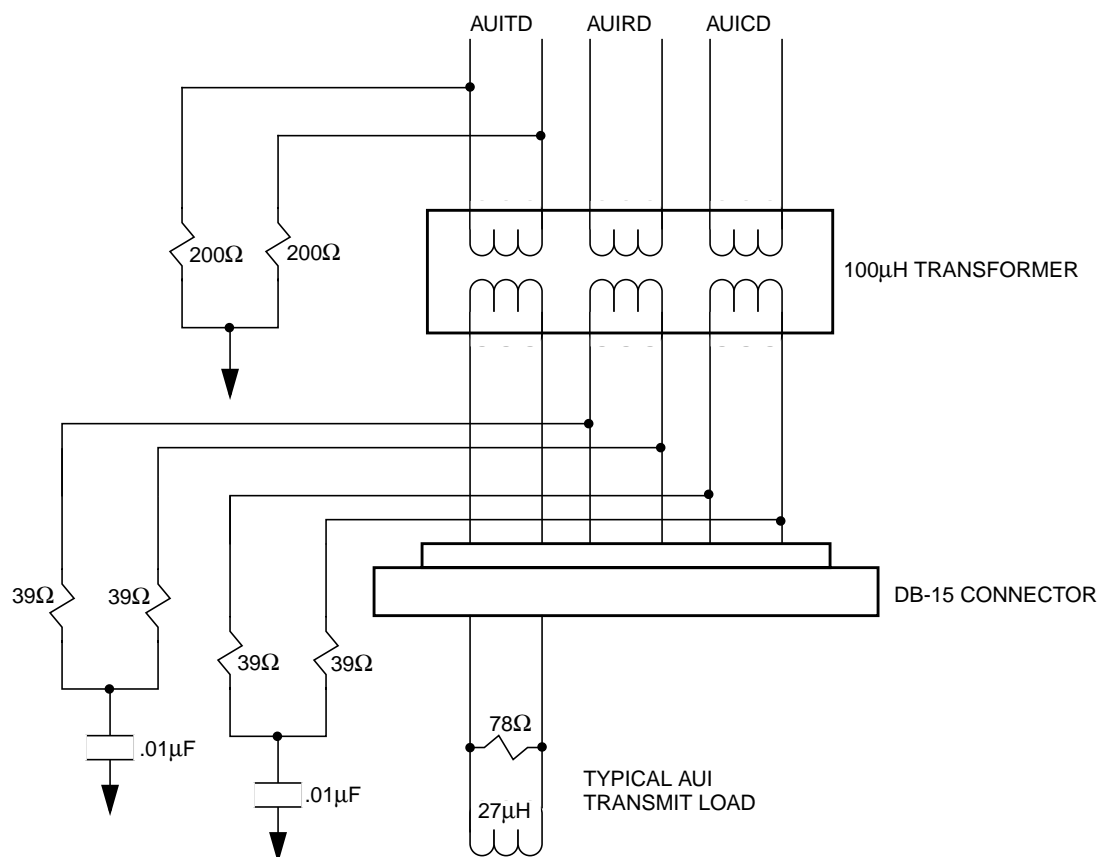 AUITD
AUIRD
AUICD
200Ω
200Ω
100µH TRANSFORMER
39Ω
39Ω
DB-15 CONNECTOR
39Ω
39Ω
78Ω
.01µF
.01µF
TYPICAL AUI
TRANSMIT LOAD
27µH